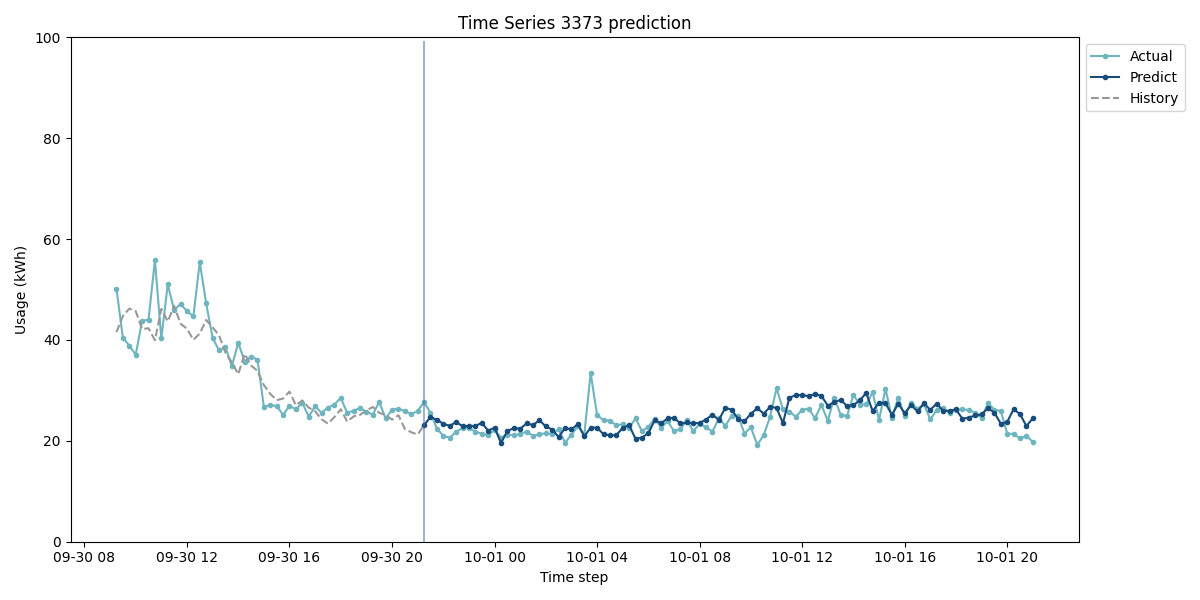 Time Series 3373 prediction
100
80
60
40
20
0
Usage (kWh)
09-30 08
09-30 12
09-30 16
09-30 20
10-01 00
10-01 04
10-01 08
10-01 12
10-01 16
10-01 20
Time step
Actual
Predict
History